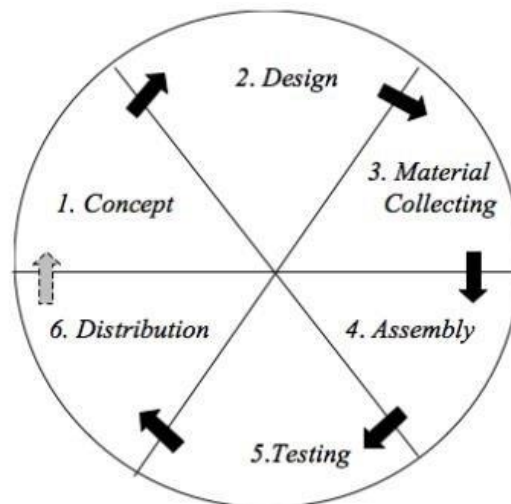 1. Concept
2. Design
3. Material
Collecting
4. Assembly
5.Testing
6. Distribution